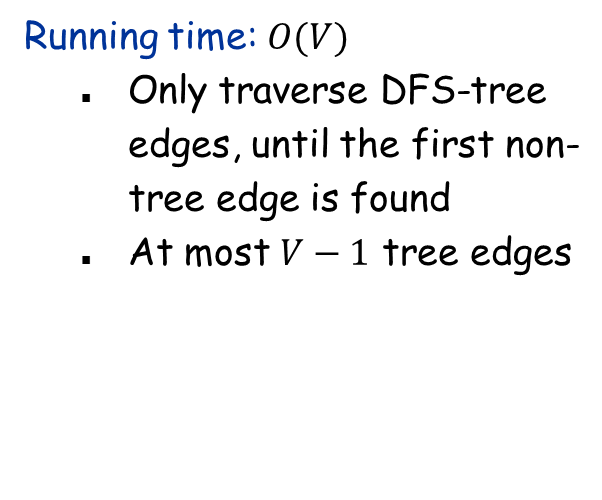 Running time: O(V)
▪ Only traverse DFS-tree
edges, until the first non-
tree edge is found
▪ At most V − 1 tree edges